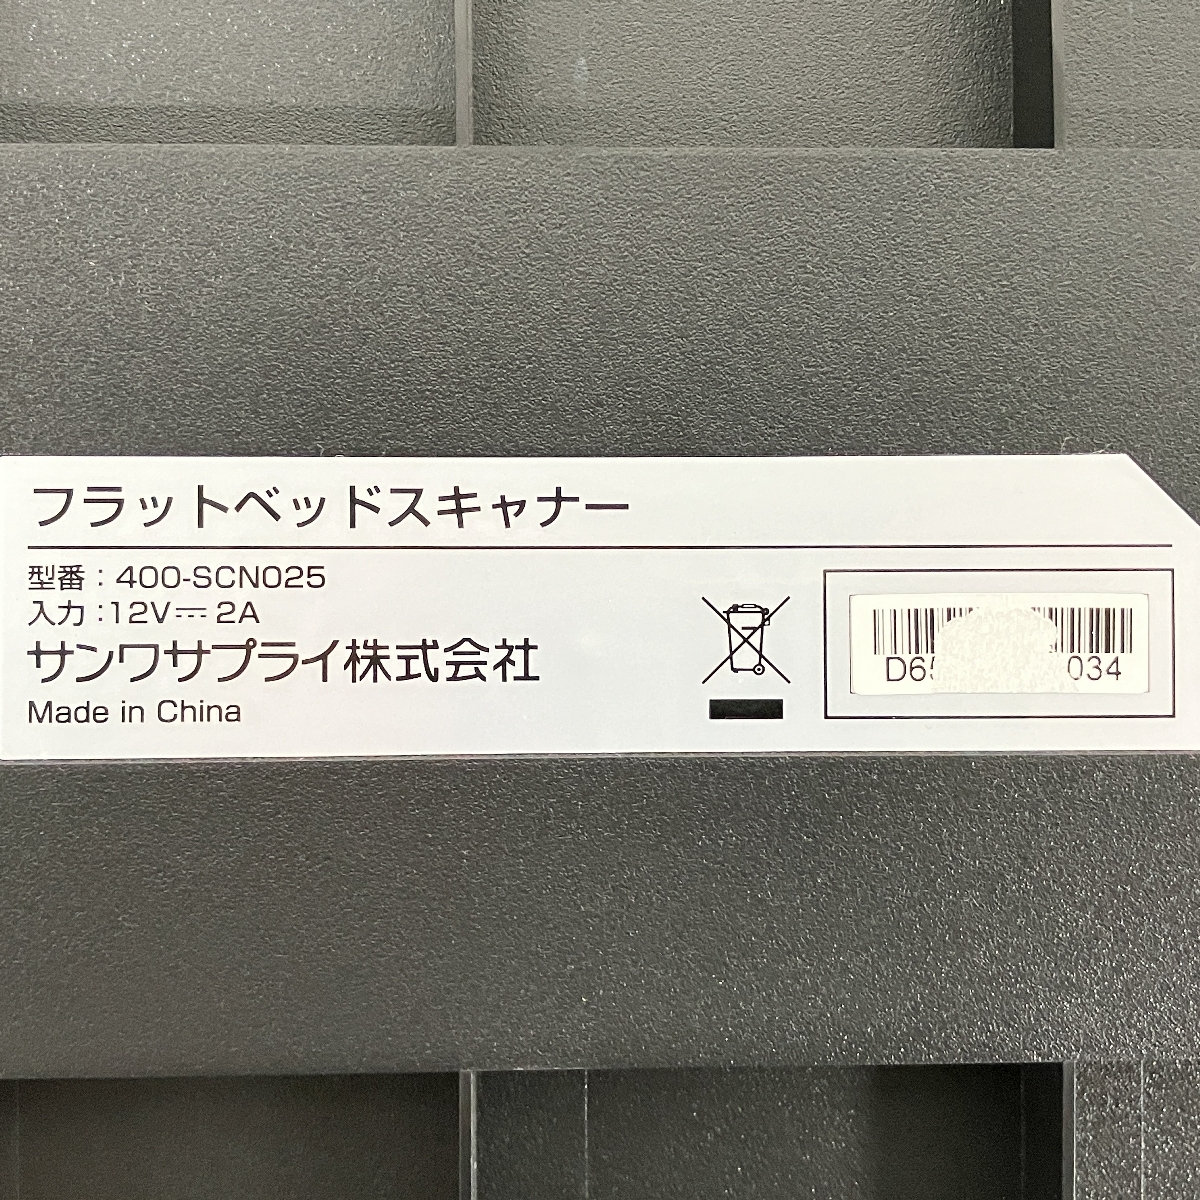 フラットベッドスキャナー
型番：400-SCN025
入力：12V⎓2A
サンワサプライ株式会社
Made in China
034